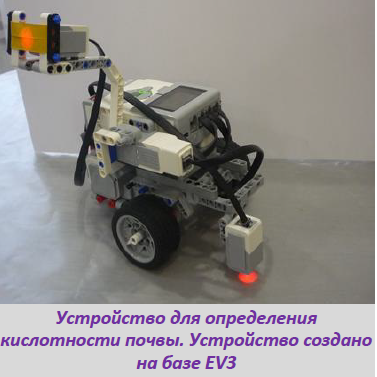 Устройство для определения
кислотности почвы. Устройство создано
на базе EV3